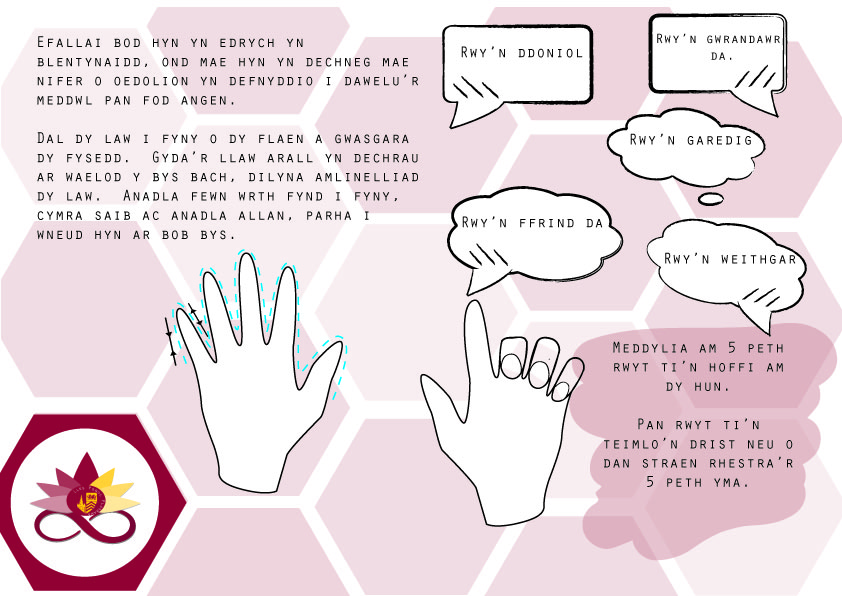 Efallai bod hyn yn edrych yn
blentynaidd, ond mae hyn yn dechneg mae
nifer o oedolion yn defnyddio i dawelu'r
meddwl pan fod angen.
Dal dy law i fyny o dy flaen a gwasgara
dy fysedd. Gyda'r llaw arall yn dechrau
ar waelod y bys bach, dilyna amlinelliad
dy law. Anadla fewn wrth fynd i fyny,
cymra saib ac anadla allan, parha i
wneud hyn ar bob bys.
Rwy'n ddoniol
Rwy'n gwrandawr
da.
Rwy'n garedig
Rwy'n ffrind da
Rwy'n weithgar
Meddylia am 5 peth
rwyt ti'n hoffi am
dy hun.
Pan rwyt ti'n
teimlo'n drist neu o
dan straen rhestra'r
5 peth yma.